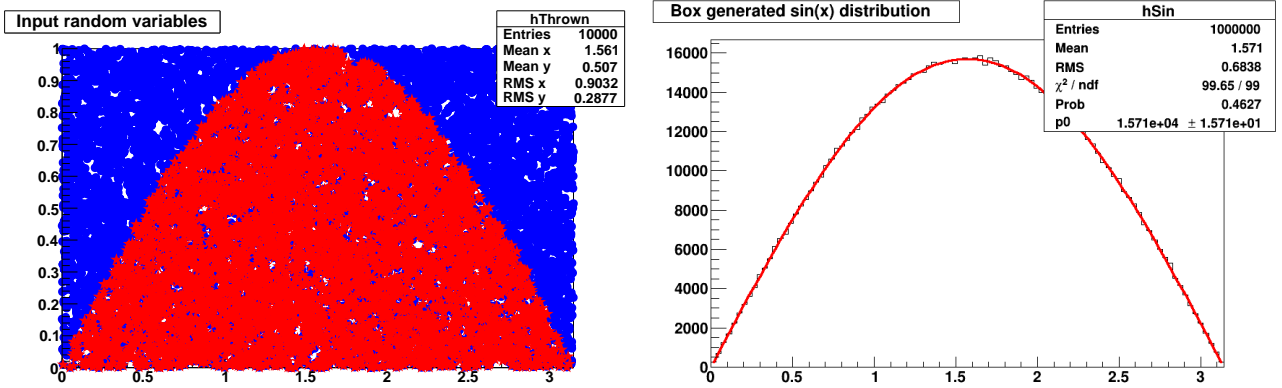 Input random variables
hThrown
Entries 10000
Mean x 1.561
Mean y 0.507
RMS x 0.9032
RMS y 0.2877
1
0.9
0.8
0.7
0.6
0.5
0.4
0.3
0.2
0.1
0
0 0.5 1 1.5 2 2.5 3
Box generated sin(x) distribution
hSin
Entries 1000000
Mean 1.571
RMS 0.6838
χ² / ndf 99.65 / 99
Prob 0.4627
p0 1.571e+04 ± 1.571e+01
16000
14000
12000
10000
8000
6000
4000
2000
0
0 0.5 1 1.5 2 2.5 3